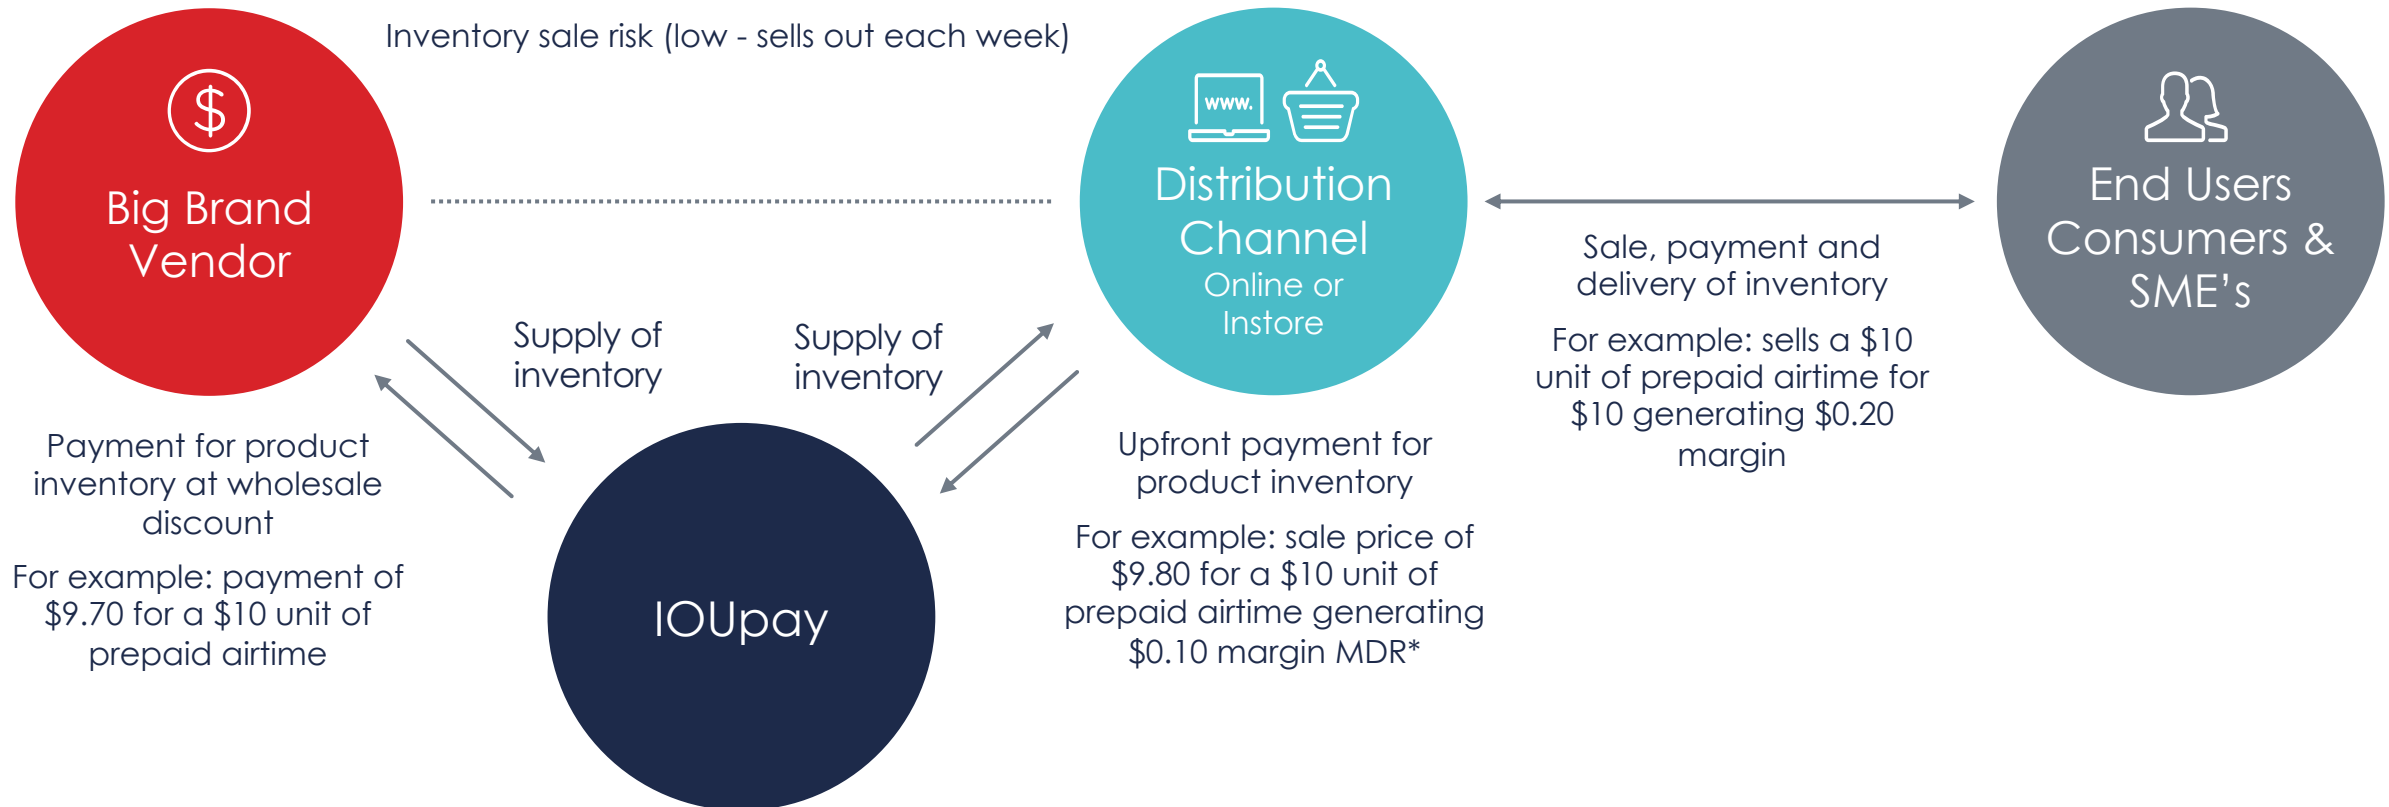 Inventory sale risk (low - sells out each week)
Big Brand
Vendor
www.
Distribution
Channel
Online or
Instore
End Users
Consumers &
SME's
Sale, payment and
delivery of inventory
For example: sells a $10
unit of prepaid airtime for
$10 generating $0.20
margin
Supply of
inventory
Supply of
inventory
Payment for product
inventory at wholesale
discount
For example: payment of
$9.70 for a $10 unit of
prepaid airtime
IOUpay
Upfront payment for
product inventory
For example: sale price of
$9.80 for a $10 unit of
prepaid airtime generating
$0.10 margin MDR*